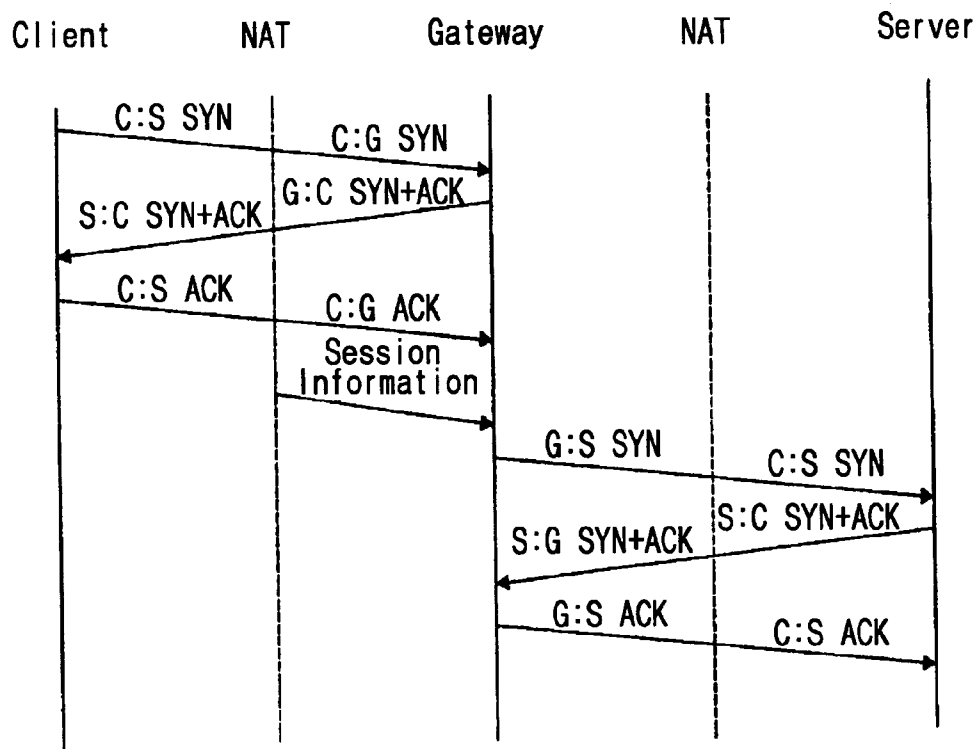 Client NAT Gateway NAT Server
C:S SYN
C:G SYN
G:C SYN+ACK
S:C SYN+ACK
C:S ACK
C:G ACK
Session
Information
G:S SYN
C:S SYN
S:C SYN+ACK
S:G SYN+ACK
G:S ACK
C:S ACK